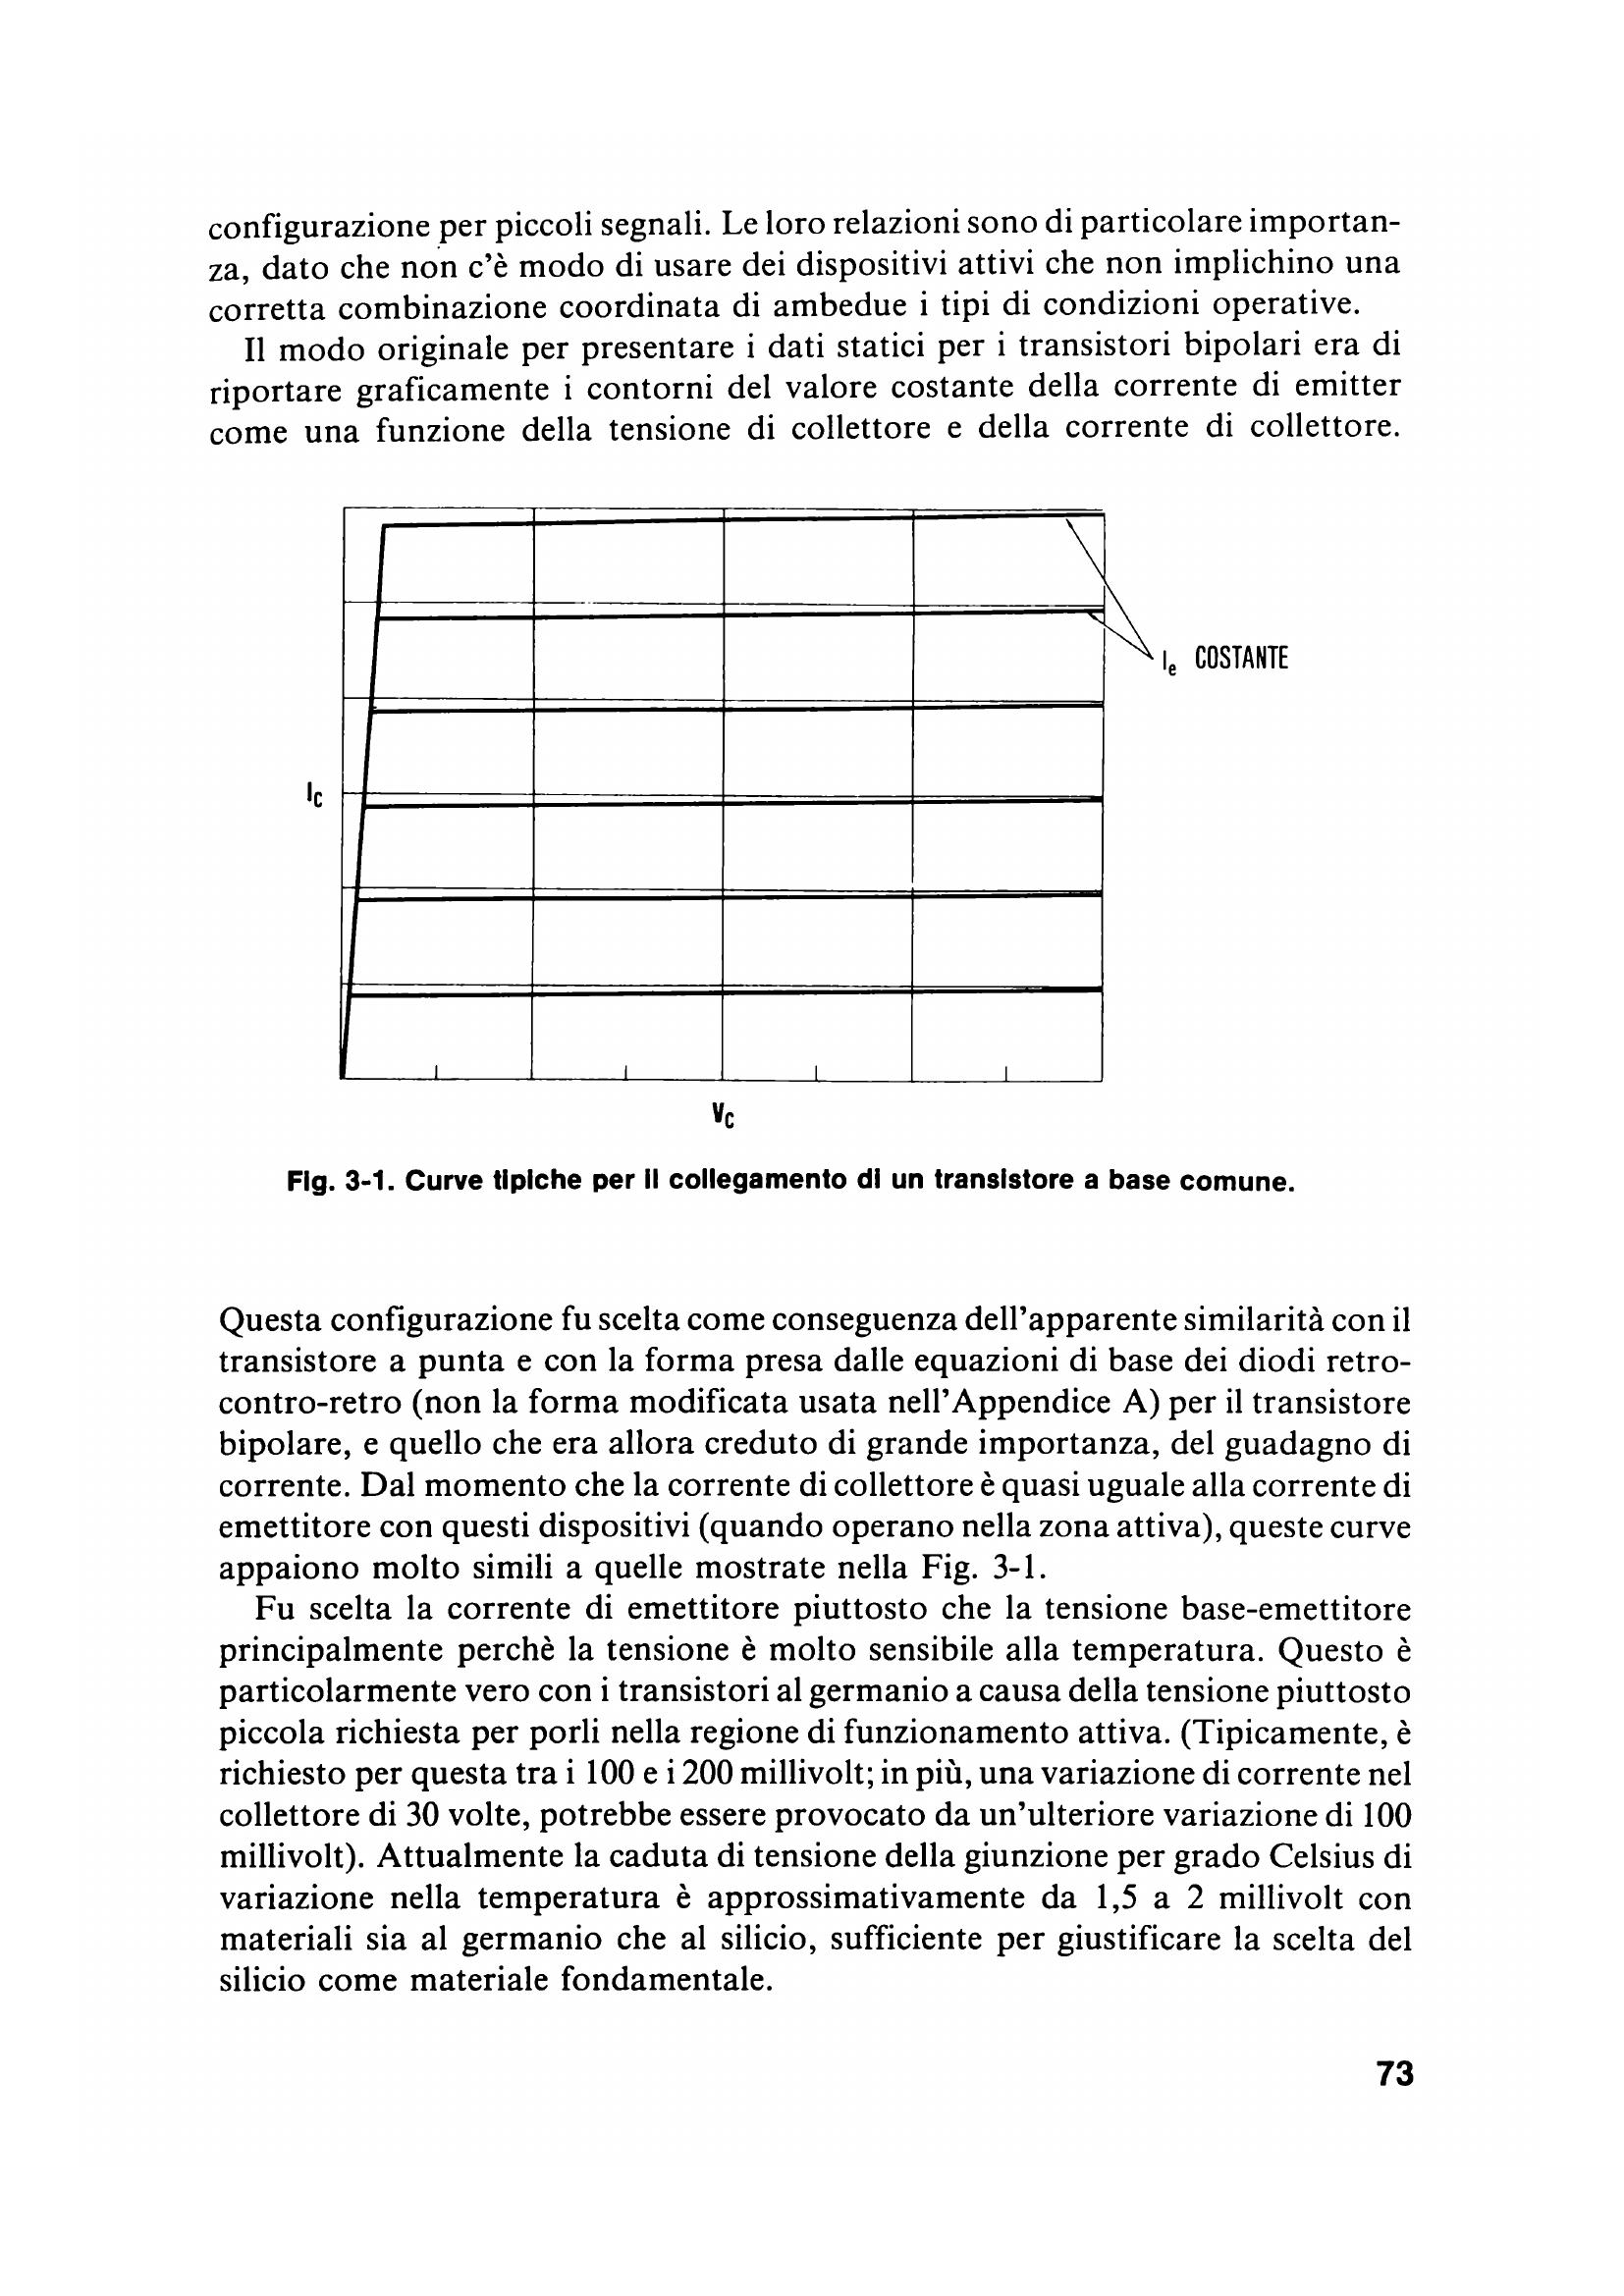 configurazione per piccoli segnali. Le loro relazioni sono di particolare importan-
za, dato che non c'è modo di usare dei dispositivi attivi che non implichino una
corretta combinazione coordinata di ambedue i tipi di condizioni operative.
Il modo originale per presentare i dati statici per i transistori bipolari era di
riportare graficamente i contorni del valore costante della corrente di emitter
come una funzione della tensione di collettore e della corrente di collettore.
Ie COSTANTE
IC
VC
Fig. 3-1. Curve tipiche per il collegamento di un transistore a base comune.
Questa configurazione fu scelta come conseguenza dell'apparente similarità con il
transistore a punta e con la forma presa dalle equazioni di base dei diodi retro-
contro-retro (non la forma modificata usata nell'Appendice A) per il transistore
bipolare, e quello che era allora creduto di grande importanza, del guadagno di
corrente. Dal momento che la corrente di collettore è quasi uguale alla corrente di
emettitore con questi dispositivi (quando operano nella zona attiva), queste curve
appaiono molto simili a quelle mostrate nella Fig. 3-1.
Fu scelta la corrente di emettitore piuttosto che la tensione base-emettitore
principalmente perchè la tensione è molto sensibile alla temperatura. Questo è
particolarmente vero con i transistori al germanio a causa della tensione piuttosto
piccola richiesta per porli nella regione di funzionamento attiva. (Tipicamente, è
richiesto per questa tra i 100 e i 200 millivolt; in più, una variazione di corrente nel
collettore di 30 volte, potrebbe essere provocato da un'ulteriore variazione di 100
millivolt). Attualmente la caduta di tensione della giunzione per grado Celsius di
variazione nella temperatura è approssimativamente da 1,5 a 2 millivolt con
materiali sia al germanio che al silicio, sufficiente per giustificare la scelta del
silicio come materiale fondamentale.
73